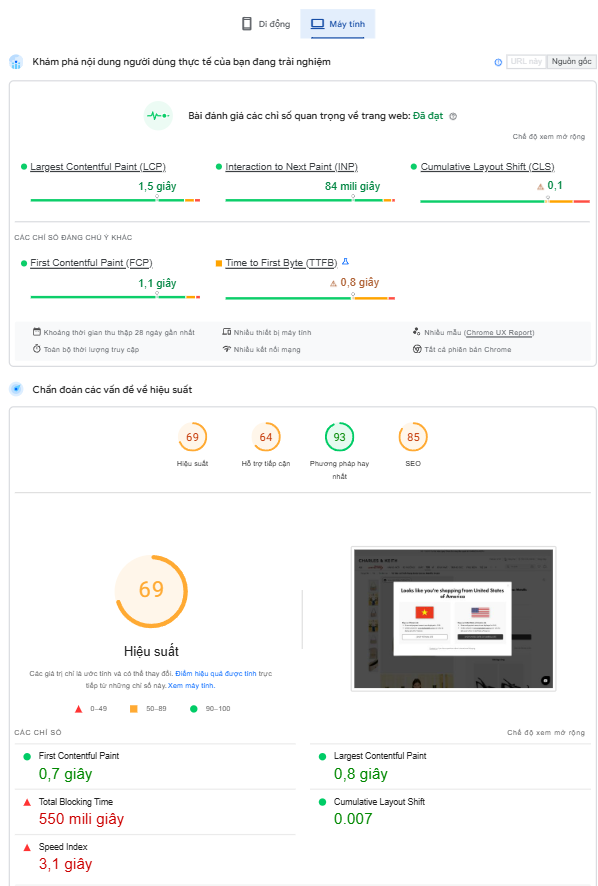 Di động
Máy tính
Khám phá nội dung người dùng thực tế của bạn đang trải nghiệm
URL này
Nguồn gốc
Bài đánh giá các chỉ số quan trọng về trang web: Đã đạt
Chế độ xem mở rộng
Largest Contentful Paint (LCP)
1,5 giây
Interaction to Next Paint (INP)
84 mili giây
Cumulative Layout Shift (CLS)
0,1
CÁC CHỈ SỐ ĐÁNG CHÚ Ý KHÁC
First Contentful Paint (FCP)
1,1 giây
Time to First Byte (TTFB)
0,8 giây
Khoảng thời gian thu thập 28 ngày gần nhất
Nhiều thiết bị máy tính
Nhiều mẫu (Chrome UX Report)
Toàn bộ thời lượng truy cập
Nhiều kết nối mạng
Tất cả phiên bản Chrome
Chẩn đoán các vấn đề về hiệu suất
69
64
93
85
Hiệu suất
Hỗ trợ tiếp cận
Phương pháp hay
nhất
SEO
69
Hiệu suất
Các giá trị chỉ là ước tính và có thể thay đổi. Điểm hiệu quả được tính trực
tiếp từ những chỉ số này. Xem máy tính.
0–49
50–89
90–100
CHARLES & KEITH
Looks like you're shopping from United States
of America
CÁC CHỈ SỐ
Chế độ xem mở rộng
First Contentful Paint
0,7 giây
Largest Contentful Paint
0,8 giây
Total Blocking Time
550 mili giây
Cumulative Layout Shift
0.007
Speed Index
3,1 giây